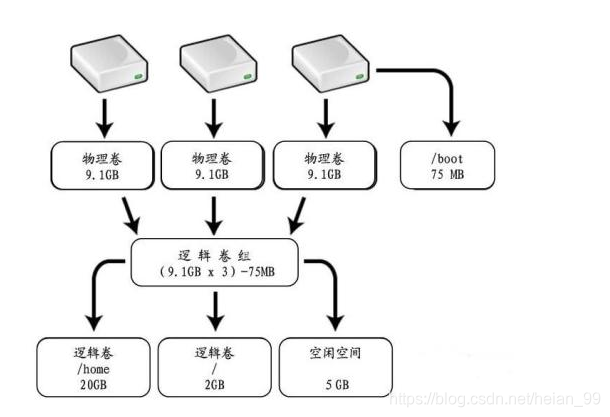 物理卷
9.1GB
物理卷
9.1GB
物理卷
9.1GB
/boot
75 MB
逻辑卷组
(9.1GB x 3)-75MB
逻辑卷
/home
20GB
逻辑卷
/
2GB
空闲空间
5GB
https://blog.csdn.net/heian_99